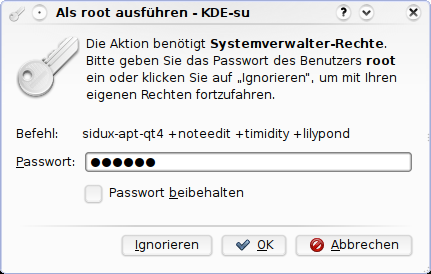 Als root ausführen - KDE-su
Die Aktion benötigt Systemverwalter-Rechte.
Bitte geben Sie das Passwort des Benutzers root
ein oder klicken Sie auf „Ignorieren“, um mit Ihren
eigenen Rechten fortzufahren.
Befehl: sidux-apt-qt4 +noteedit +timidity +lilypond
Passwort: ●●●●●●
Passwort beibehalten
Ignorieren OK Abbrechen